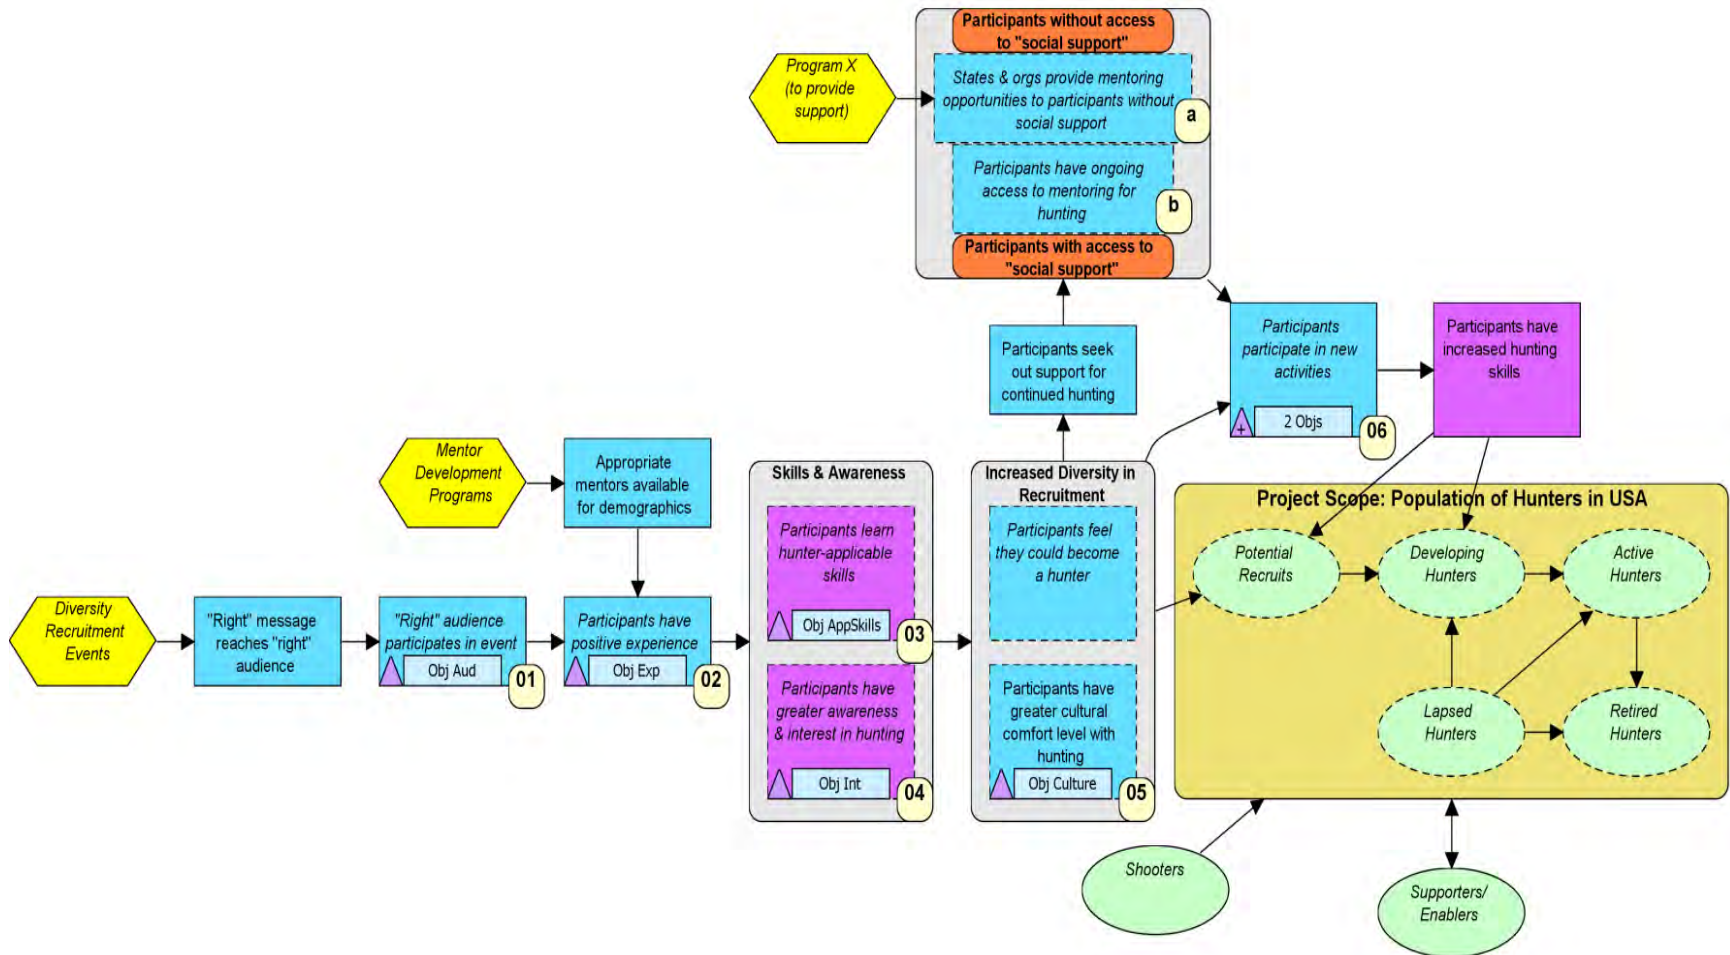 Participants without access
to "social support"
Program X
(to provide
support)
States & orgs provide mentoring
opportunities to participants without
social support
a
Participants have ongoing
access to mentoring for
hunting
b
Participants with access to
"social support"
Participants seek
out support for
continued hunting
Participants
participate in new
activities
+
2 Objs
06
Participants have
increased hunting
skills
Mentor
Development
Programs
Appropriate
mentors available
for demographics
Skills & Awareness
Participants learn
hunter-applicable
skills
Obj AppSkills
03
Participants have
greater awareness
& interest in hunting
Obj Int
04
Increased Diversity in
Recruitment
Participants feel
they could become
a hunter
Participants have
greater cultural
comfort level with
hunting
Obj Culture
05
Diversity
Recruitment
Events
"Right" message
reaches "right"
audience
"Right" audience
participates in event
Obj Aud
01
Participants have
positive experience
Obj Exp
02
Project Scope: Population of Hunters in USA
Potential
Recruits
Developing
Hunters
Active
Hunters
Lapsed
Hunters
Retired
Hunters
Shooters
Supporters/
Enablers